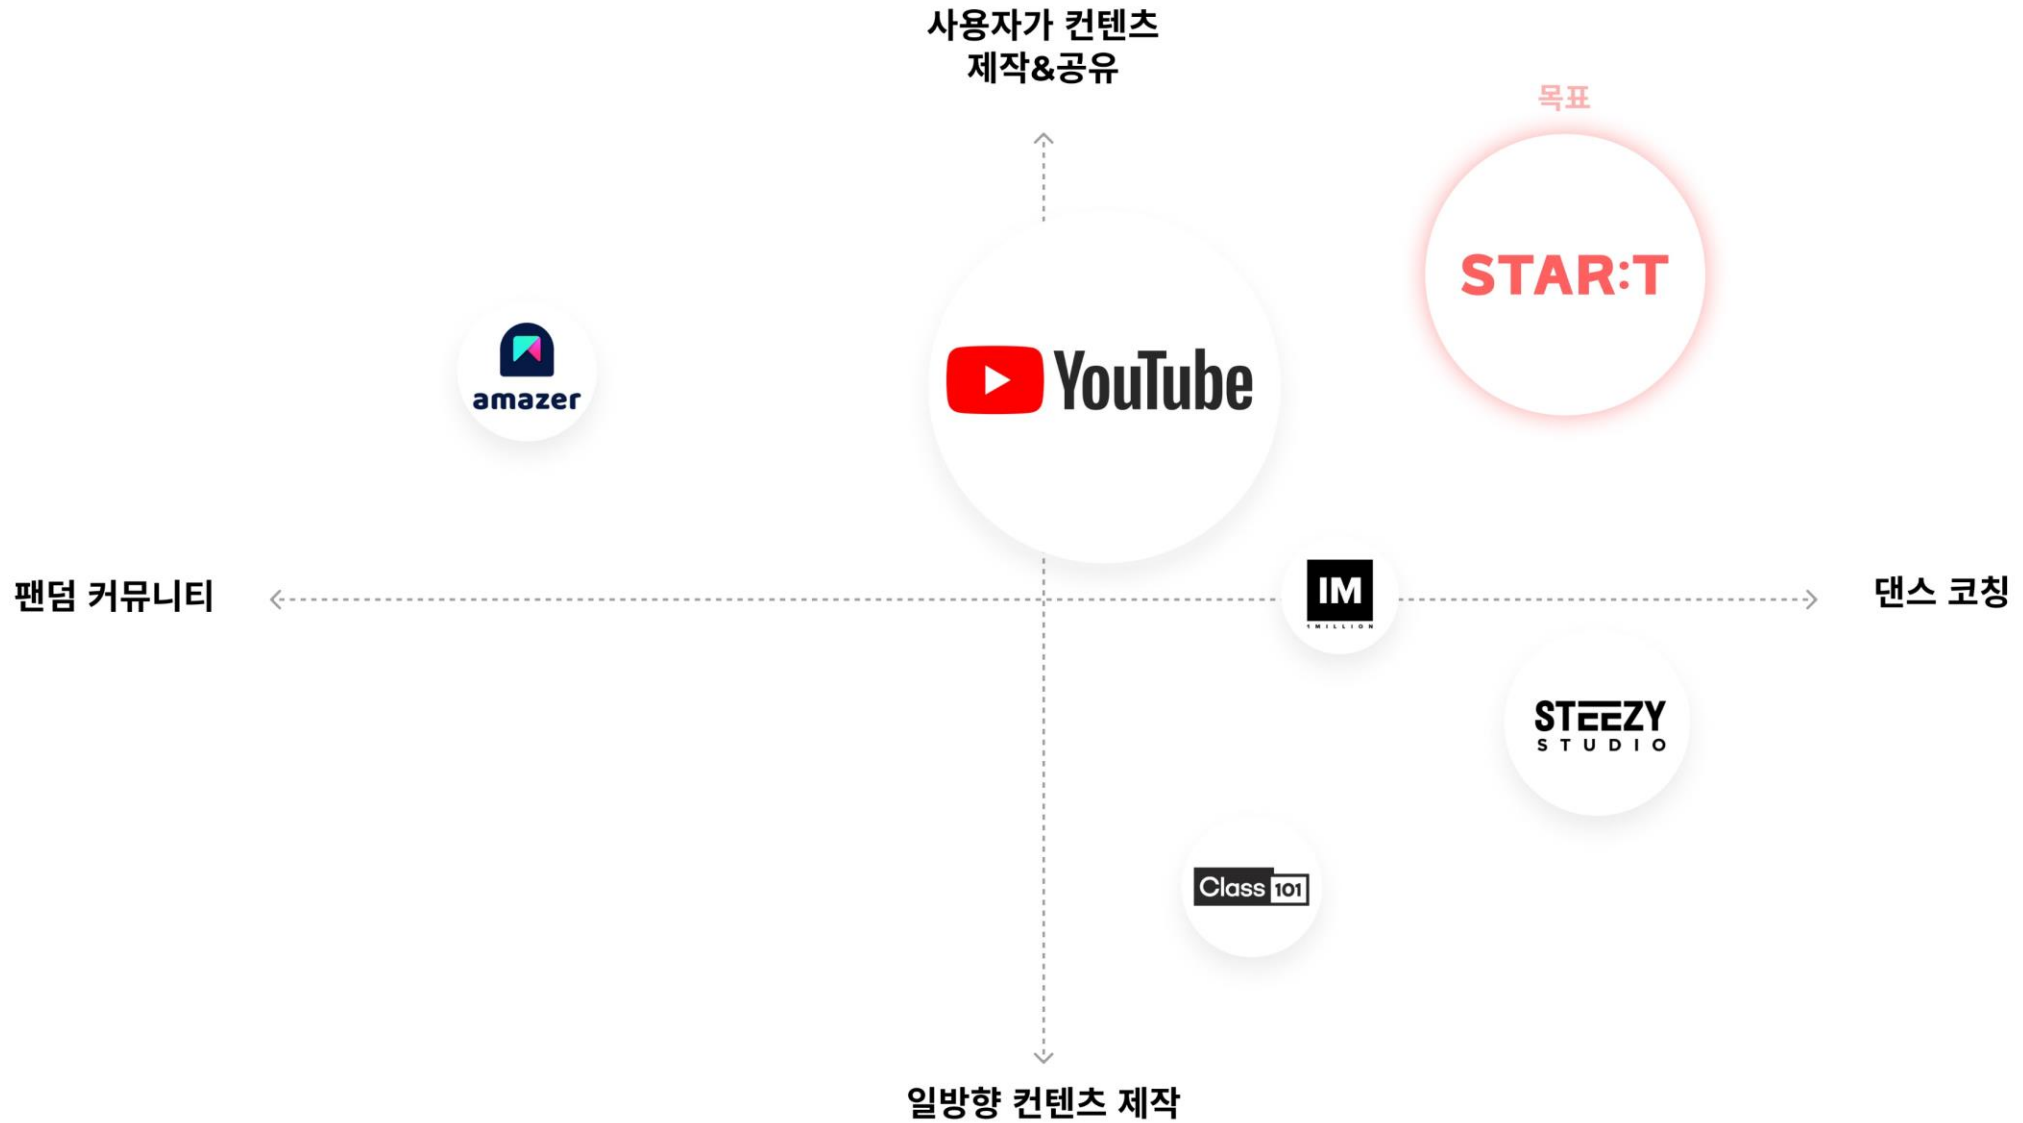 사용자가 컨텐츠
제작&공유
목표
STAR:T
amazer
YouTube
팬덤 커뮤니티
1M
1MILLION
댄스 코칭
STEEZY
STUDIO
Class 101
일방향 컨텐츠 제작